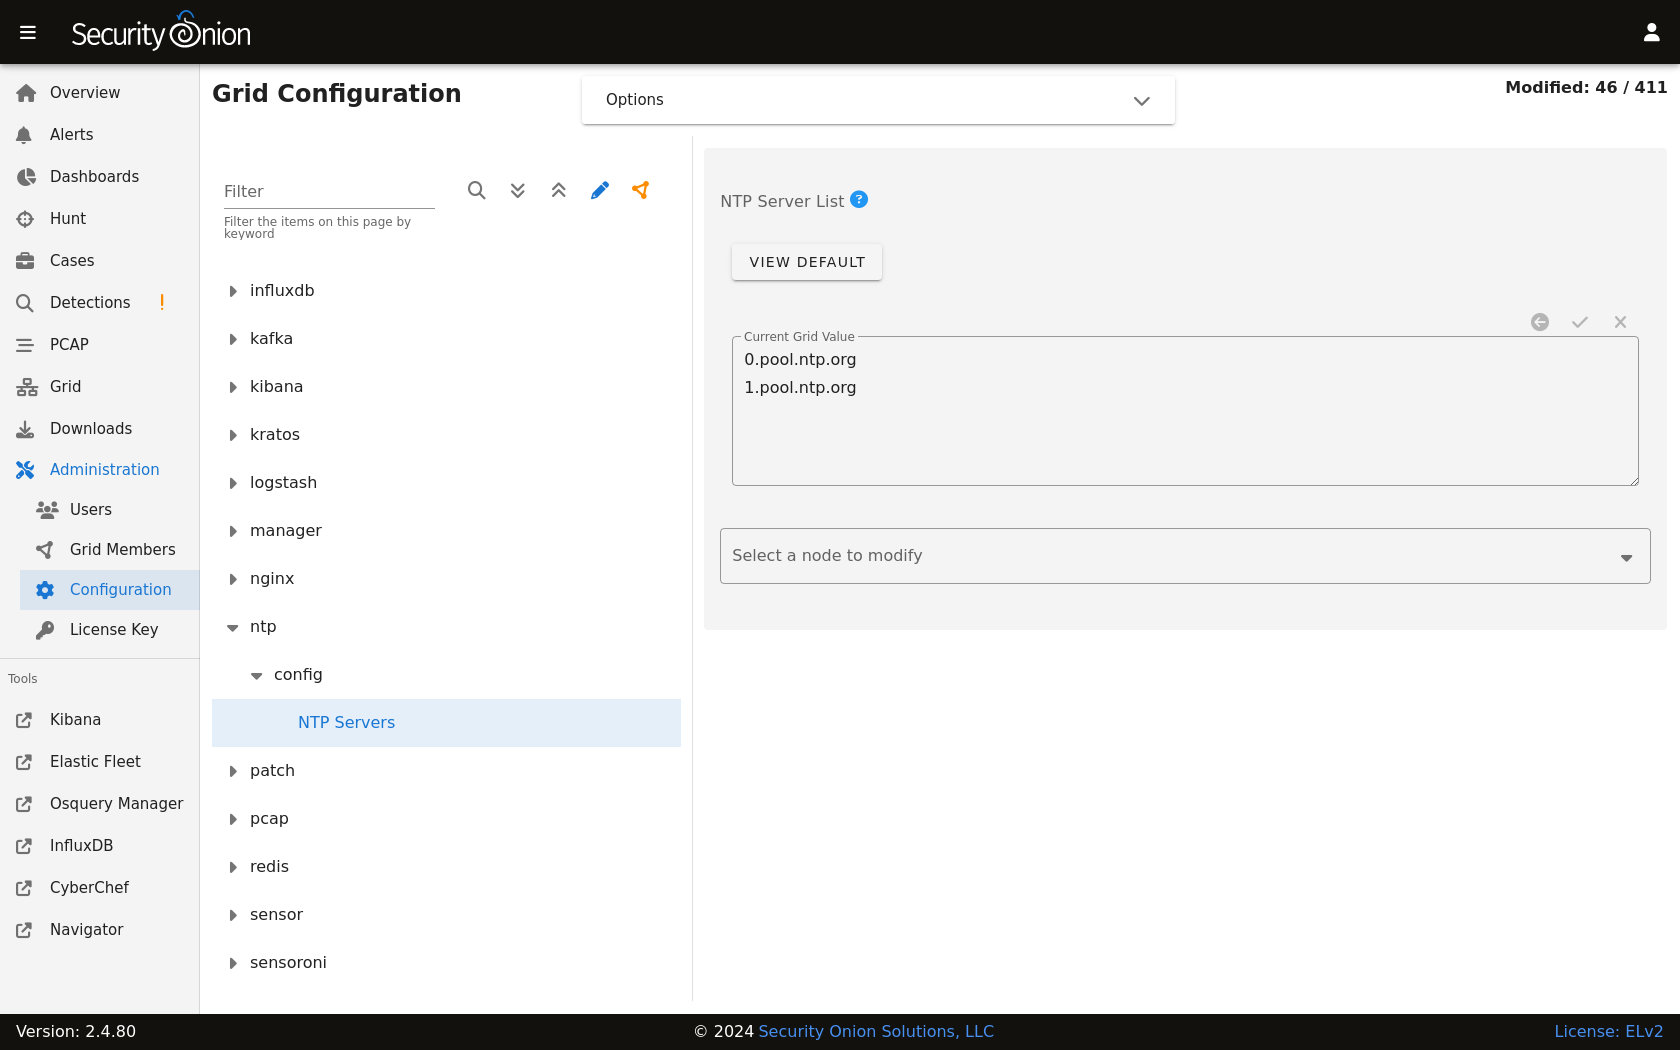 Security Onion
Overview
Alerts
Dashboards
Hunt
Cases
Detections !
PCAP
Grid
Downloads
Administration
Users
Grid Members
Configuration
License Key
Tools
Kibana
Elastic Fleet
Osquery Manager
InfluxDB
CyberChef
Navigator
Grid Configuration
Options
Modified: 46 / 411
Filter
Filter the items on this page by
keyword
influxdb
kafka
kibana
kratos
logstash
manager
nginx
ntp
config
NTP Servers
patch
pcap
redis
sensor
sensoroni
NTP Server List ?
VIEW DEFAULT
Current Grid Value
0.pool.ntp.org
1.pool.ntp.org
Select a node to modify
Version: 2.4.80
© 2024 Security Onion Solutions, LLC
License: ELv2